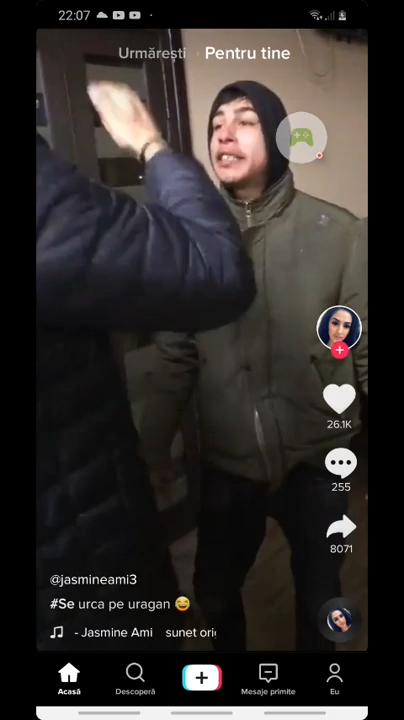 22:07
Urmărești Pentru tine
26.1K
255
8071
@jasmineami3
#Se urca pe uragan 😂
- Jasmine Ami sunet orig
Acasă Descoperă Mesaje primite Eu